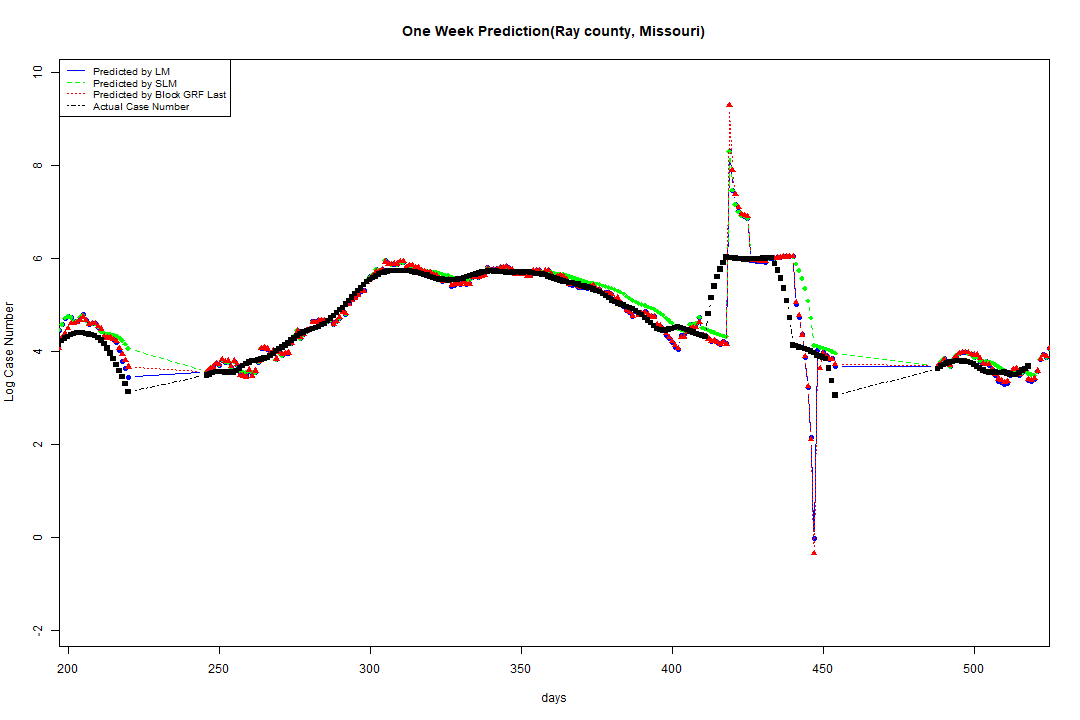 One Week Prediction(Ray county, Missouri)
Predicted by LM
Predicted by SLM
Predicted by Block GRF Last
Actual Case Number
Log Case Number
10
8
6
4
2
0
-2
200 250 300 350 400 450 500
days